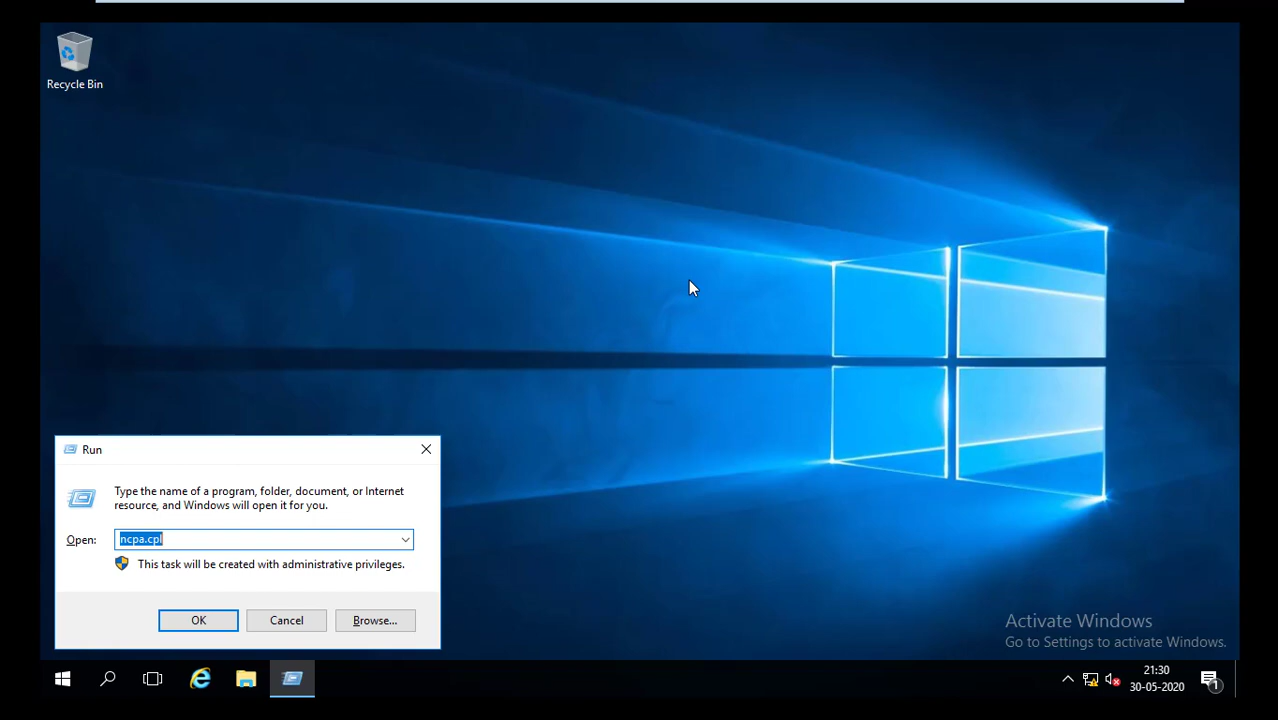 Recycle Bin
Run
Type the name of a program, folder, document, or Internet
resource, and Windows will open it for you.
Open:
ncpa.cpl
This task will be created with administrative privileges.
OK
Cancel
Browse...
Activate Windows
Go to Settings to activate Windows.
21:30
30-05-2020
1